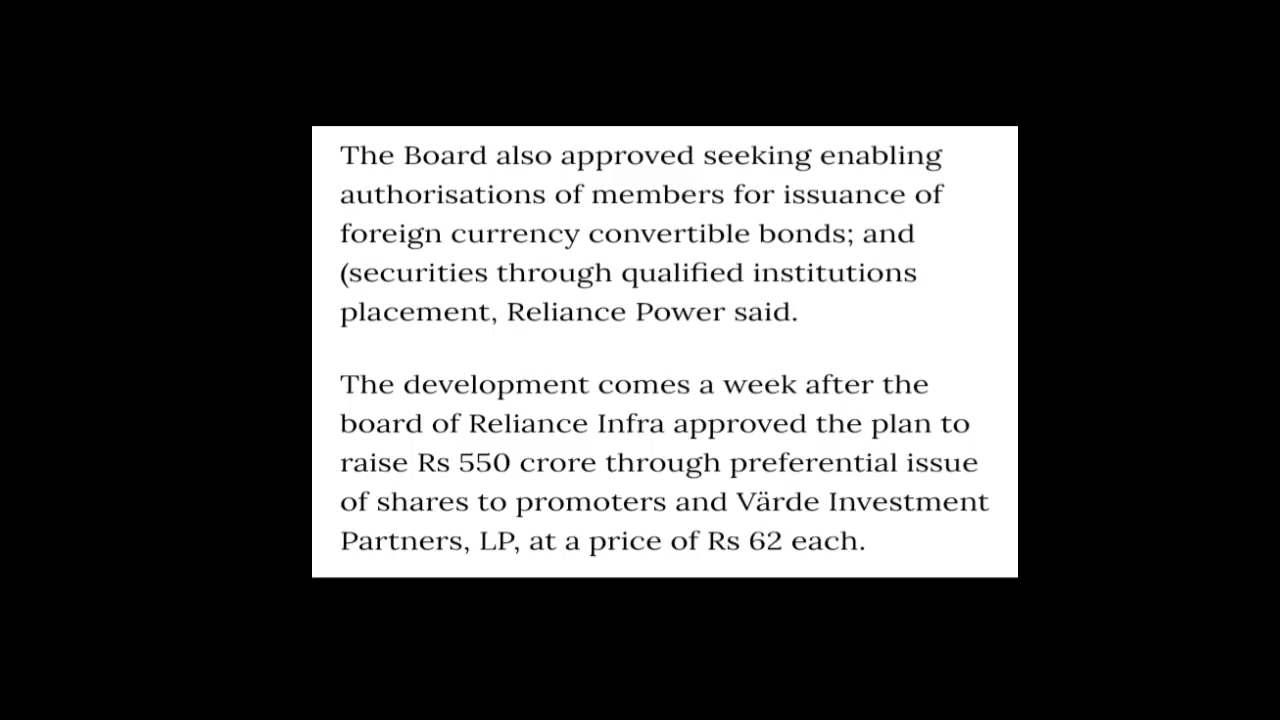 The Board also approved seeking enabling
authorisations of members for issuance of
foreign currency convertible bonds; and
(securities through qualified institutions
placement, Reliance Power said.
The development comes a week after the
board of Reliance Infra approved the plan to
raise Rs 550 crore through preferential issue
of shares to promoters and Värde Investment
Partners, LP, at a price of Rs 62 each.